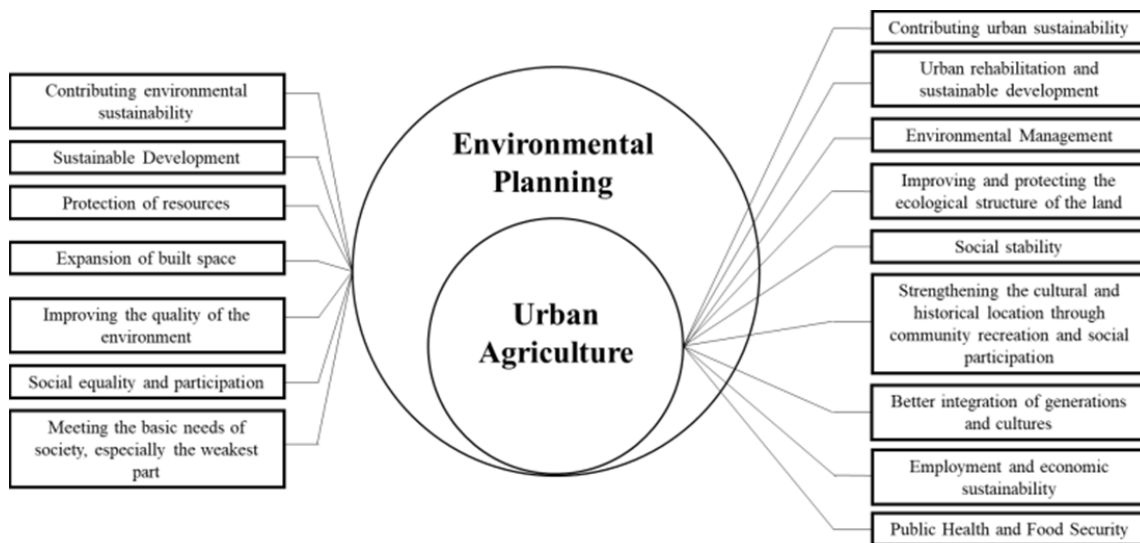 Contributing environmental
sustainability
Sustainable Development
Protection of resources
Expansion of built space
Improving the quality of the
environment
Social equality and participation
Meeting the basic needs of
society, especially the weakest
part
Environmental
Planning
Urban
Agriculture
Contributing urban sustainability
Urban rehabilitation and
sustainable development
Environmental Management
Improving and protecting the
ecological structure of the land
Social stability
Strengthening the cultural and
historical location through
community recreation and social
participation
Better integration of generations
and cultures
Employment and economic
sustainability
Public Health and Food Security